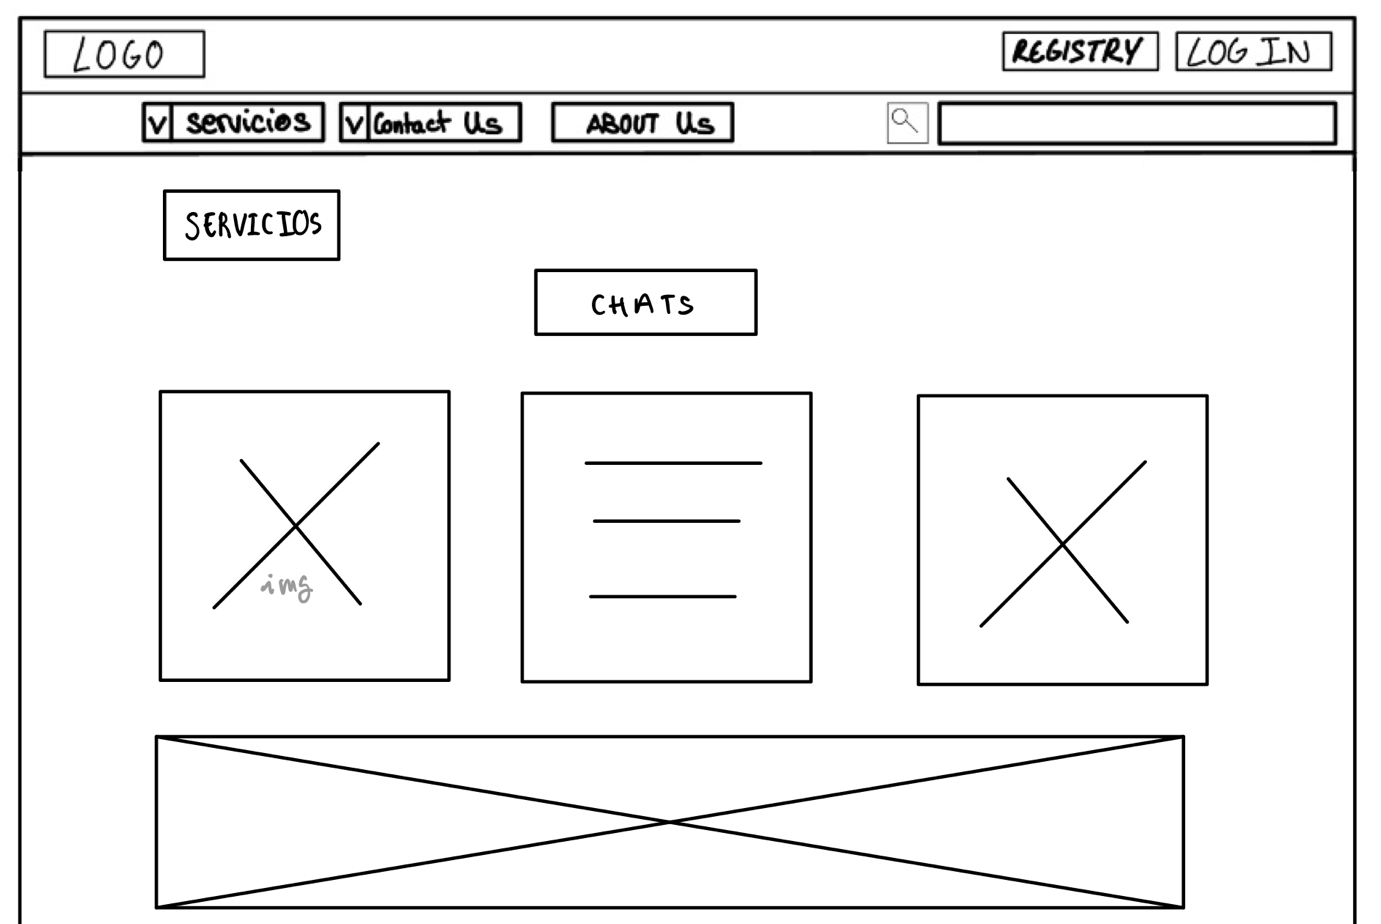 LOGO
REGISTRY
LOG IN
V servicios
V Contact Us
ABOUT Us
SERVICIOS
CHATS
img